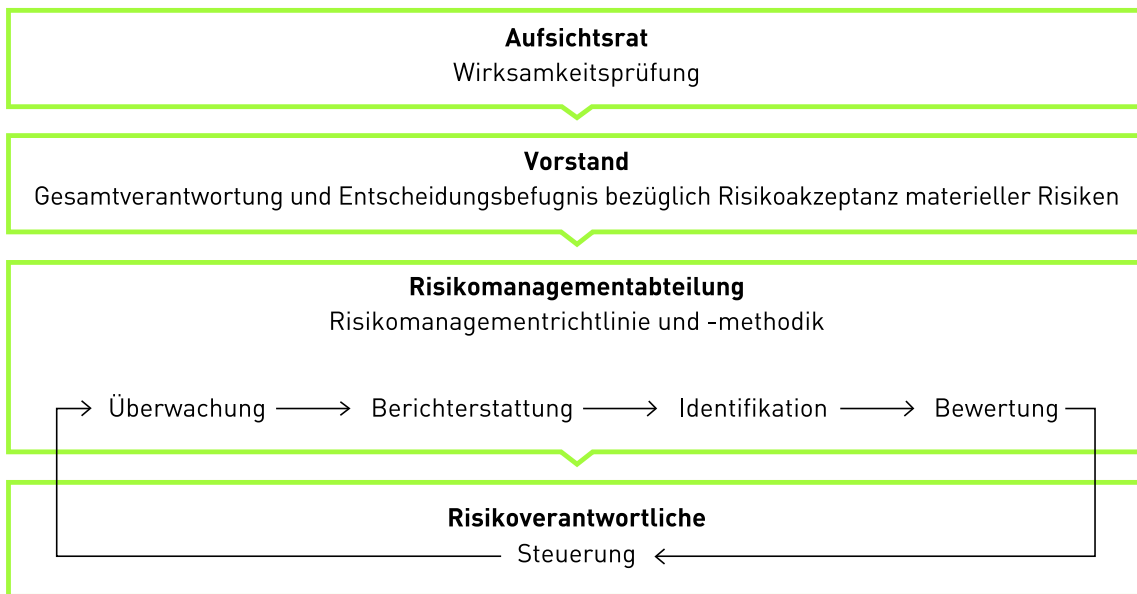 Aufsichtsrat
Wirksamkeitsprüfung
Vorstand
Gesamtverantwortung und Entscheidungsbefugnis bezüglich Risikoakzeptanz materieller Risiken
Risikomanagementabteilung
Risikomanagementrichtlinie und -methodik
Überwachung Berichterstattung Identifikation Bewertung
Risikoverantwortliche
Steuerung